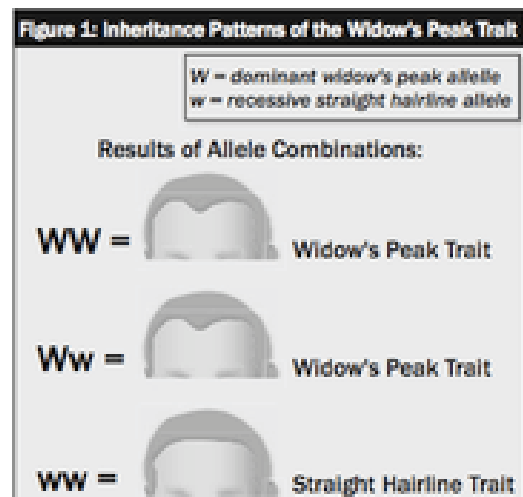 Figure 1: Inheritance Patterns of the Widow's Peak Trait
W = dominant widow's peak allele
w = recessive straight hairline allele
Results of Allele Combinations:
WW = Widow's Peak Trait
Ww = Widow's Peak Trait
ww = Straight Hairline Trait